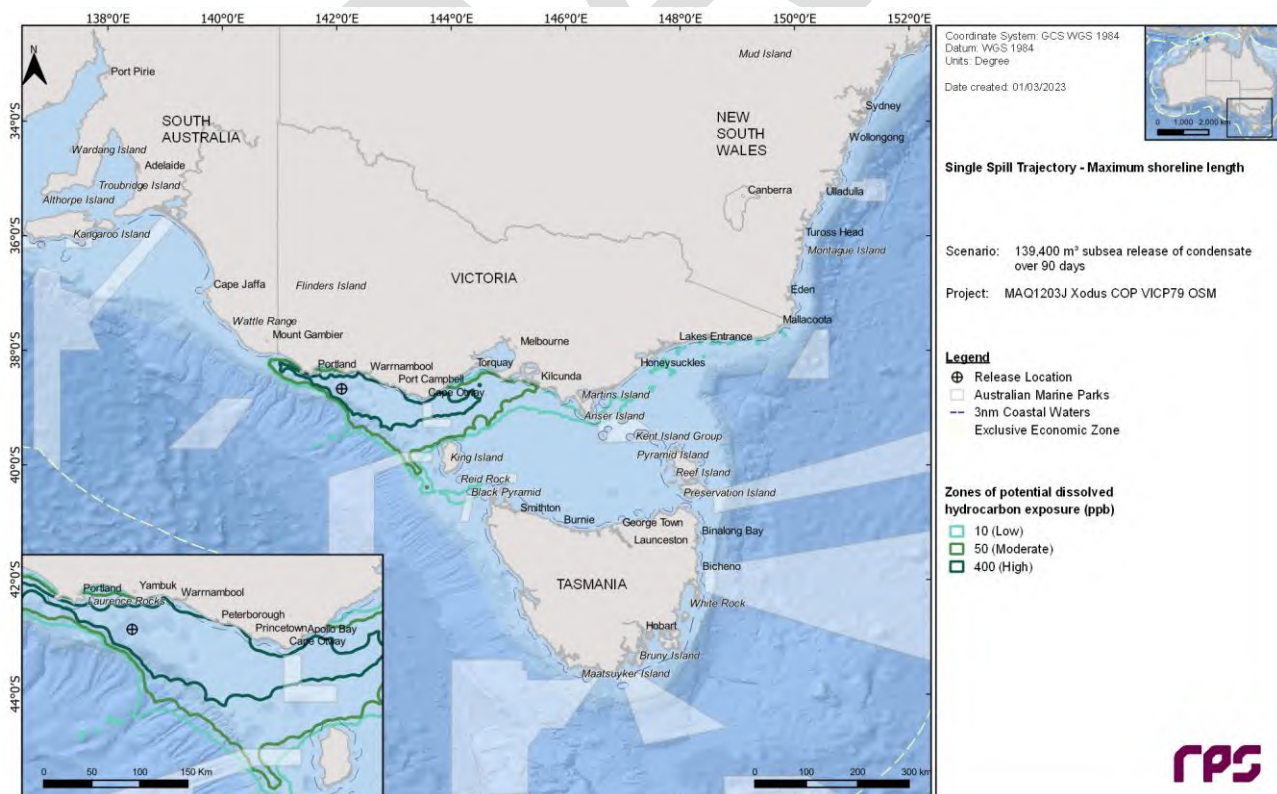 138°0'E 140°0'E 142°0'E 144°0'E 146°0'E 148°0'E 150°0'E 152°0'E
34°0'S
36°0'S
38°0'S
40°0'S
42°0'S
44°0'S
N
Mud Island
Port Pirie
SOUTH
AUSTRALIA
NEW
SOUTH
WALES
Sydney
Wollongong
Wardang Island
Adelaide
Troubridge Island
Althorpe Island
Kangaroo Island
Canberra
Ulladulla
Tuross Head
Montague Island
VICTORIA
Cape Jaffa
Flinders Island
Eden
Wattle Range
Mount Gambier
Mallacoota
Lakes Entrance
Melbourne
Honeysuckles
Portland
Warrnambool
Torquay
Kilcunda
Port Campbell
Cape Otway
Martins Island
Anser Island
Kent Island Group
King Island
Pyramid Island
Reef Island
Reid Rock
Black Pyramid
Preservation Island
Smithton
Burnie
George Town
Launceston
Binalong Bay
Bicheno
TASMANIA
White Rock
Hobart
Bruny Island
Maatsuyker Island
0 100 200 300 km
Portland
Yambuk
Warrnambool
Laurence Rocks
Peterborough
Princetown
Apollo Bay
Cape Otway
0 50 100 150 Km
Coordinate System: GCS WGS 1984
Datum: WGS 1984
Units: Degree
Date created: 01/03/2023
0 1,000 2,000 km
Single Spill Trajectory - Maximum shoreline length
Scenario: 139,400 m³ subsea release of condensate
over 90 days
Project: MAQ1203J Xodus COP VICP79 OSM
Legend
Release Location
Australian Marine Parks
3nm Coastal Waters
Exclusive Economic Zone
Zones of potential dissolved
hydrocarbon exposure (ppb)
10 (Low)
50 (Moderate)
400 (High)
rps